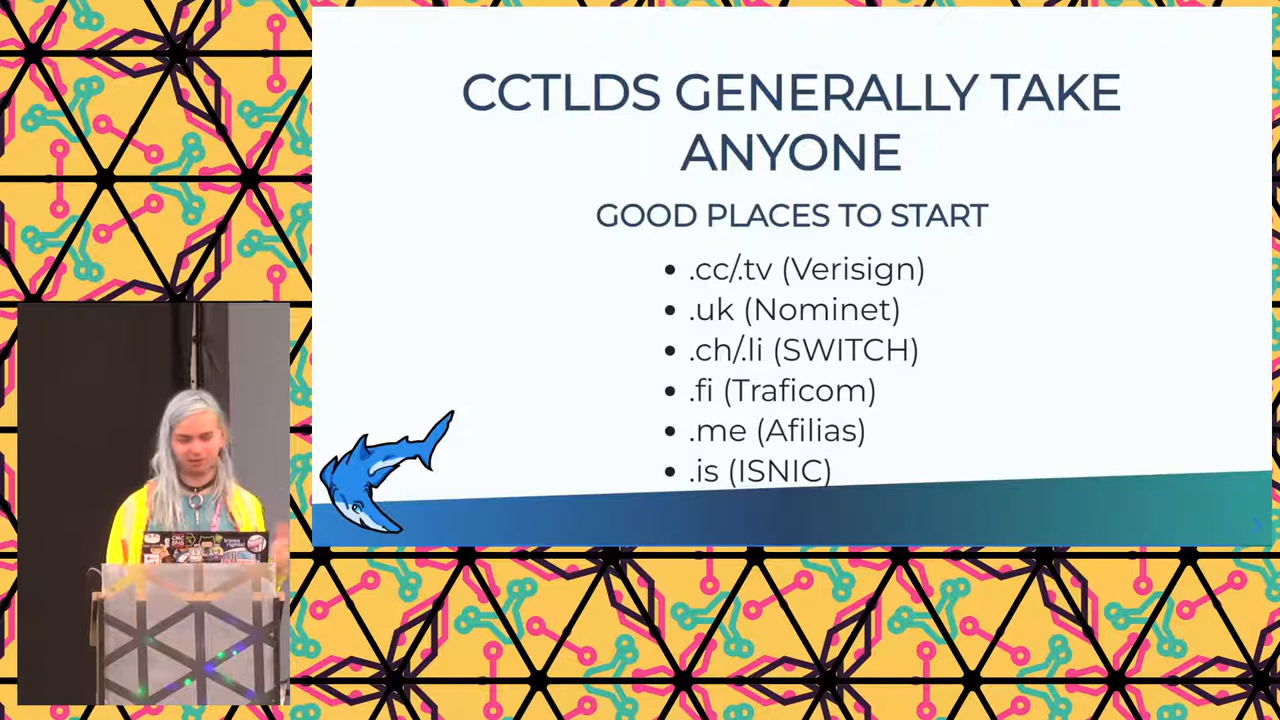 CCTLDS GENERALLY TAKE
ANYONE
GOOD PLACES TO START
.cc/.tv (Verisign)
.uk (Nominet)
.ch/.li (SWITCH)
.fi (Traficom)
.me (Afilias)
.is (ISNIC)